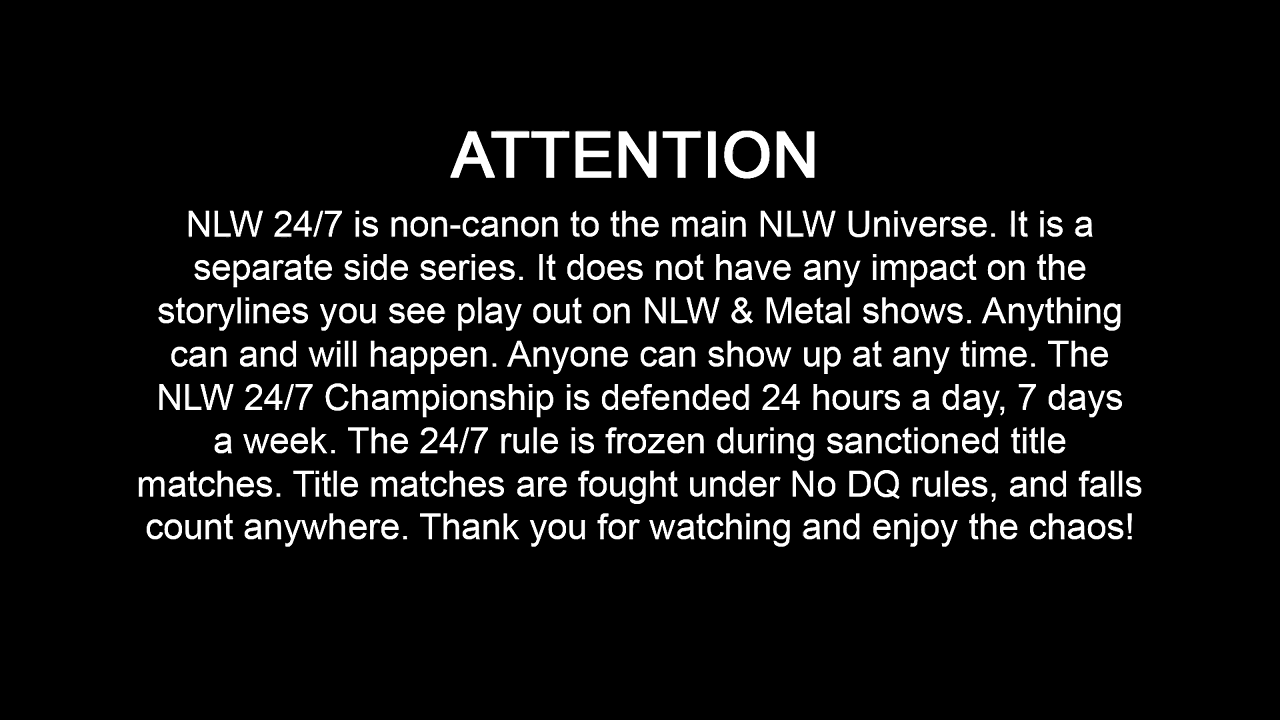 ATTENTION
NLW 24/7 is non-canon to the main NLW Universe. It is a
separate side series. It does not have any impact on the
storylines you see play out on NLW & Metal shows. Anything
can and will happen. Anyone can show up at any time. The
NLW 24/7 Championship is defended 24 hours a day, 7 days
a week. The 24/7 rule is frozen during sanctioned title
matches. Title matches are fought under No DQ rules, and falls
count anywhere. Thank you for watching and enjoy the chaos!